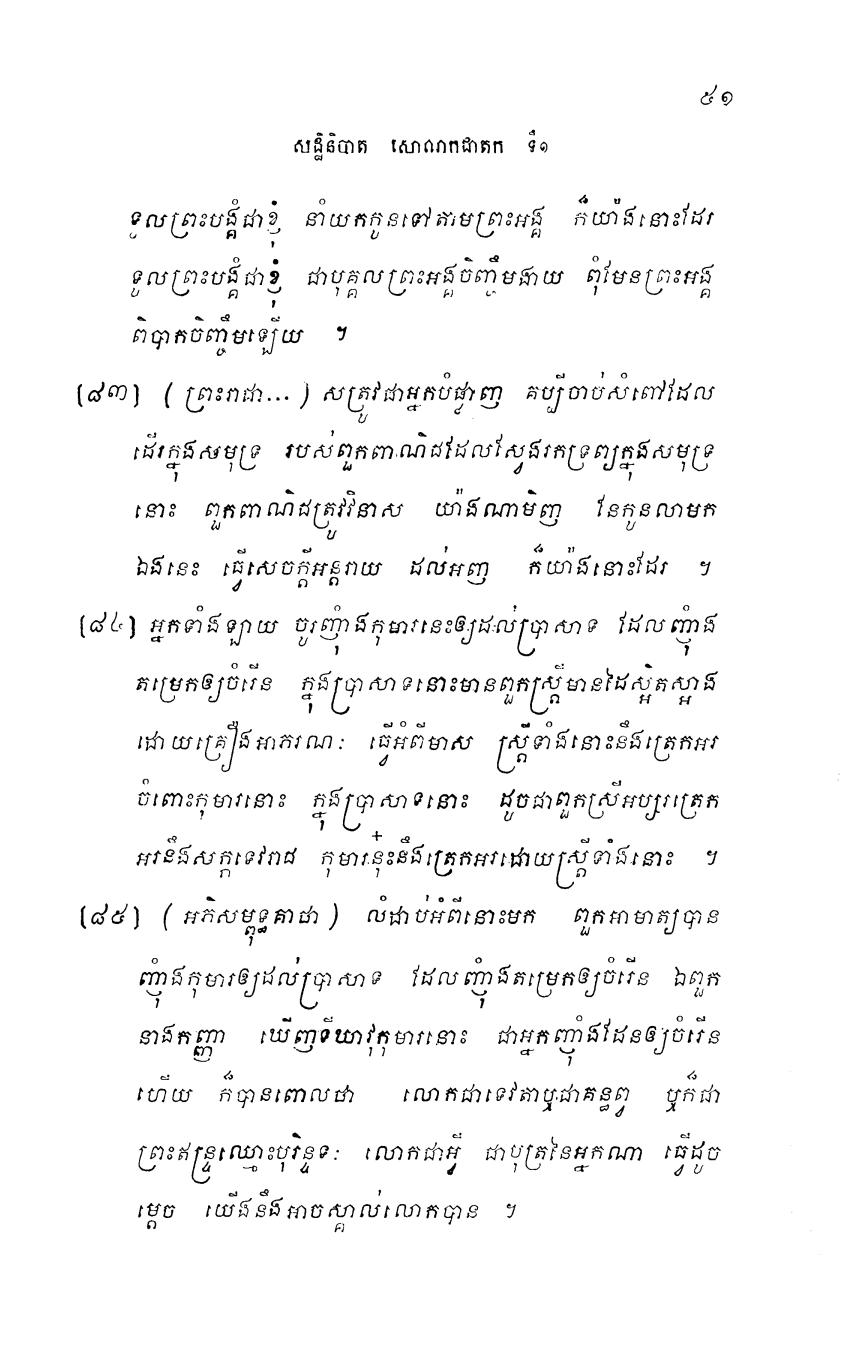 ៥១
សដ្ឋិនិបាត សោណកជាតក ទី១
ទូលព្រះបង្គំជាខ្ញុំ នាំយកកូនទៅតាមព្រះអង្គ ក៏យ៉ាងនោះដែរ
ទូលព្រះបង្គំជាខ្ញុំ ជាបុគ្គលព្រះអង្គចិញ្ចឹមងាយ ពុំមែនព្រះអង្គ
ពិបាកចិញ្ចឹមឡើយ ។
[៨៣] (ព្រះរាជា...) សត្រូវជាអ្នកបំផ្លាញ គប្បីចាប់សំពៅដែល
ដើរក្នុងសមុទ្រ របស់ពួកពាណិជដែលស្វែងរកទ្រព្យក្នុងសមុទ្រ
នោះ ពួកពាណិជត្រូវវិនាស យ៉ាងណាមិញ នែកូនលាមក
ឯងនេះ ធ្វើសេចក្តីអន្តរាយ ដល់អញ ក៏យ៉ាងនោះដែរ ។
[៨៤] អ្នកទាំងឡាយ ចូរញុំាងកុមារនេះឲ្យដល់ប្រាសាទ ដែលញុំាង
តម្រេកឲ្យចំរើន ក្នុងប្រាសាទនោះមានពួកស្ត្រីមានដៃស្អិតស្អាង
ដោយគ្រឿងអាភរណៈ ធ្វើអំពីមាស ស្ត្រីទាំងនោះនឹងត្រេកអរ
ចំពោះកុមារនោះ ក្នុងប្រាសាទនោះ ដូចជាពួកស្រីអប្សរត្រេក
អរនឹងសក្កទេវរាជ កុមារនុ៎ះនឹងត្រេកអរដោយស្ត្រីទាំងនោះ ។
[៨៥] (អភិសម្ពុទ្ធគាថា) លំដាប់អំពីនោះមក ពួកអាមាត្យបាន
ញុំាងកុមារឲ្យដល់ប្រាសាទ ដែលញុំាងតម្រេកឲ្យចំរើន ឯពួក
នាងកញ្ញា ឃើញទីឃាវុកុមារនោះ ជាអ្នកញុំាងដែនឲ្យចំរើន
ហើយ ក៏បានពោលថា លោកជាទេវតាឬជាគន្ធព្វ ឬក៏ជា
ព្រះឥន្ទ្រឈ្មោះបុរិន្ទទៈ លោកជាអ្វី ជាបុត្រនៃអ្នកណា ធ្វើដូច
ម្តេច យើងនឹងអាចស្គាល់លោកបាន ។